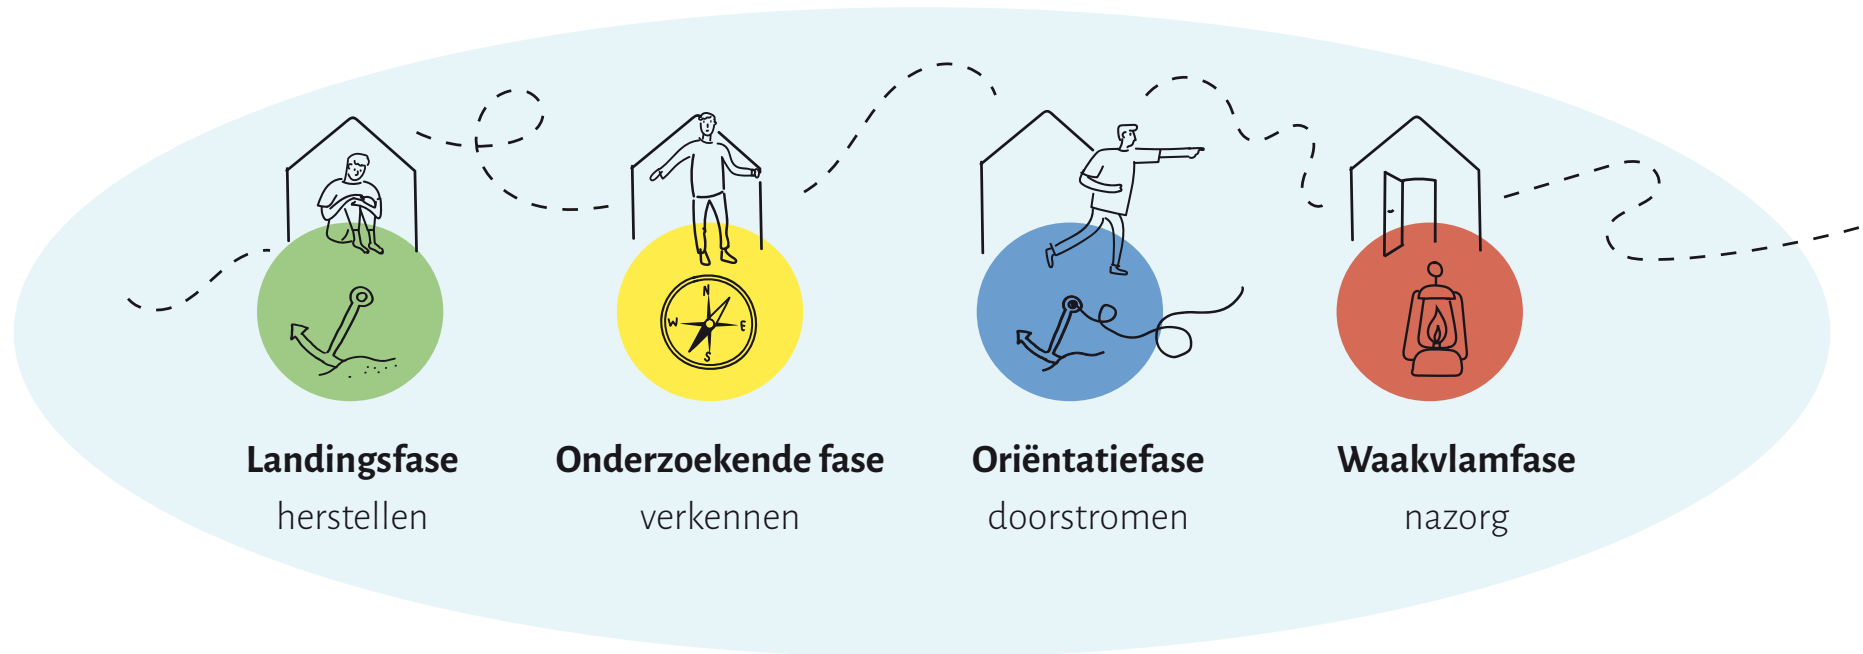 N
W
E
S
Landingsfase
herstellen
Onderzoekende fase
verkennen
Oriëntatiefase
doorstromen
Waakvlamfase
nazorg